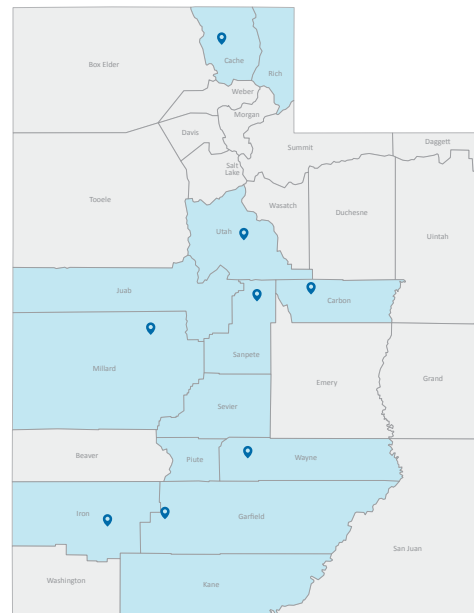 Box Elder
Cache
Rich
Weber
Morgan
Davis
Summit
Daggett
Salt
Lake
Tooele
Wasatch
Duchesne
Uintah
Utah
Juab
Carbon
Sanpete
Millard
Emery
Grand
Sevier
Beaver
Piute
Wayne
Iron
Garfield
San Juan
Washington
Kane